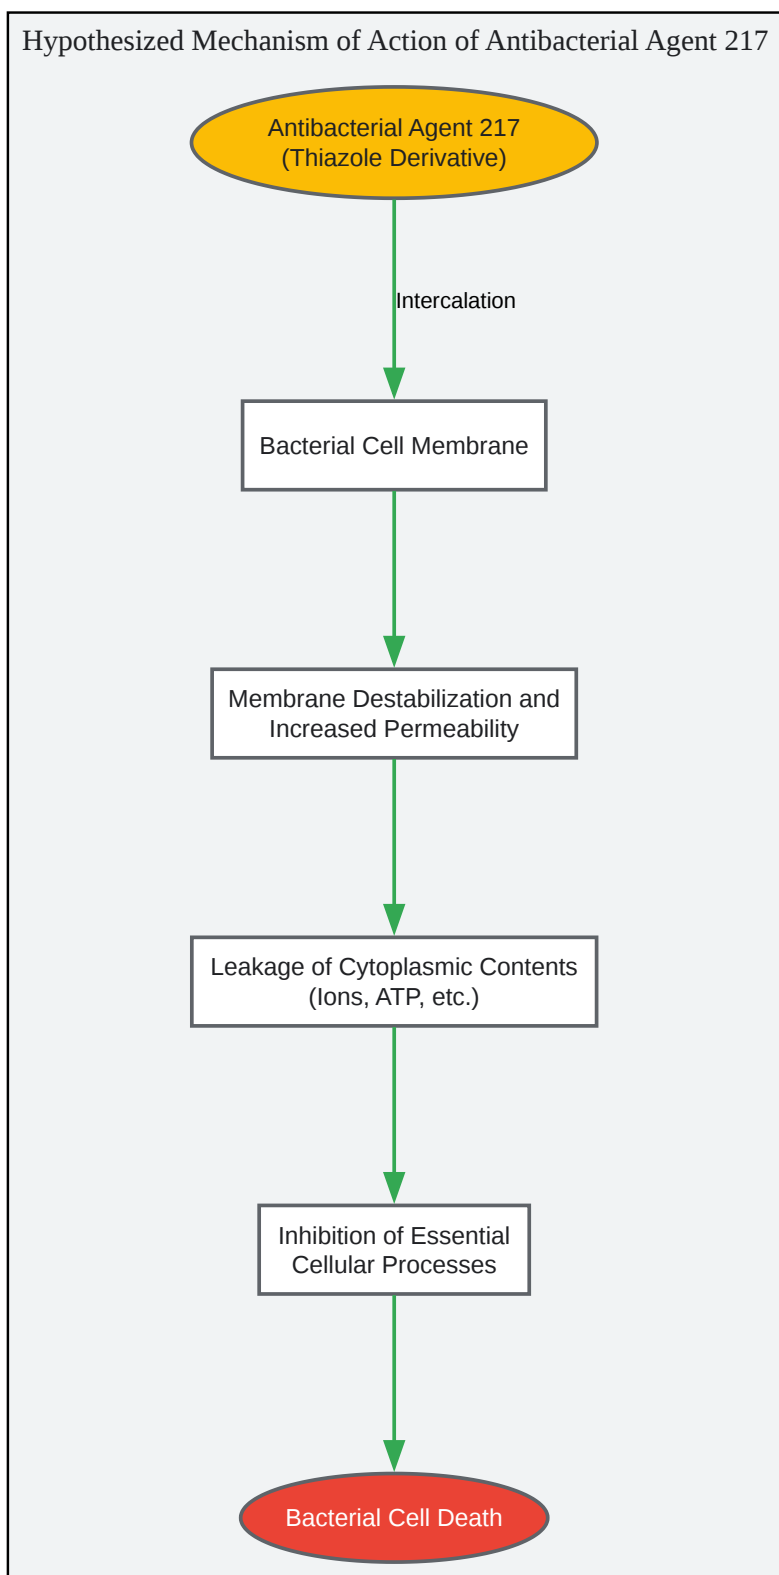 Hypothesized Mechanism of Action of Antibacterial Agent 217
Antibacterial Agent 217
(Thiazole Derivative)
Intercalation
Bacterial Cell Membrane
Membrane Destabilization and
Increased Permeability
Leakage of Cytoplasmic Contents
(Ions, ATP, etc.)
Inhibition of Essential
Cellular Processes
Bacterial Cell Death